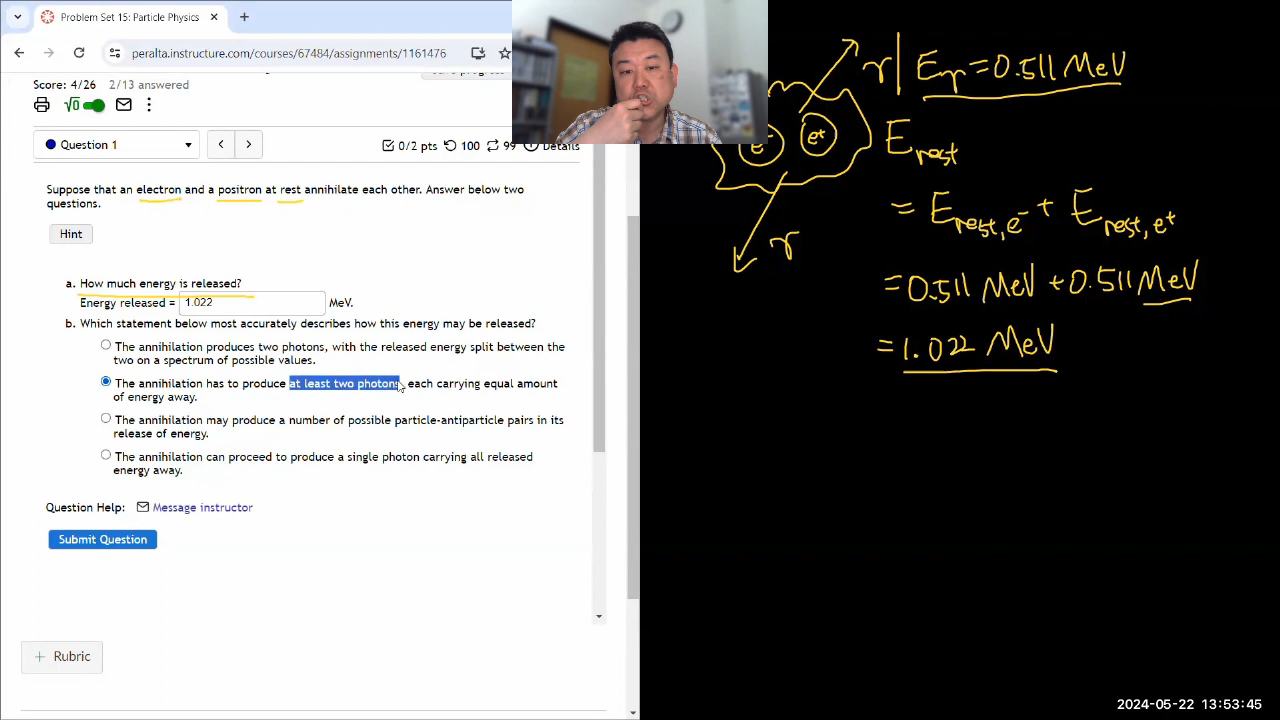 Problem Set 15: Particle Physics
peralta.instructure.com/courses/67484/assignments/1161476
Score: 4/26 2/13 answered
√0
Question 1
0/2 pts 100 99 Details
Suppose that an electron and a positron at rest annihilate each other. Answer below two
questions.
Hint
a. How much energy is released?
Energy released = 1.022 MeV.
b. Which statement below most accurately describes how this energy may be released?
The annihilation produces two photons, with the released energy split between the
two on a spectrum of possible values.
The annihilation has to produce at least two photons, each carrying equal amount
of energy away.
The annihilation may produce a number of possible particle-antiparticle pairs in its
release of energy.
The annihilation can proceed to produce a single photon carrying all released
energy away.
Question Help: Message instructor
Submit Question
+ Rubric
γ | Eγ = 0.511 MeV
e⁻ e⁺
E rest
= E rest, e⁻ + E rest, e⁺
γ
= 0.511 MeV + 0.511 MeV
= 1.022 MeV
2024-05-22 13:53:45